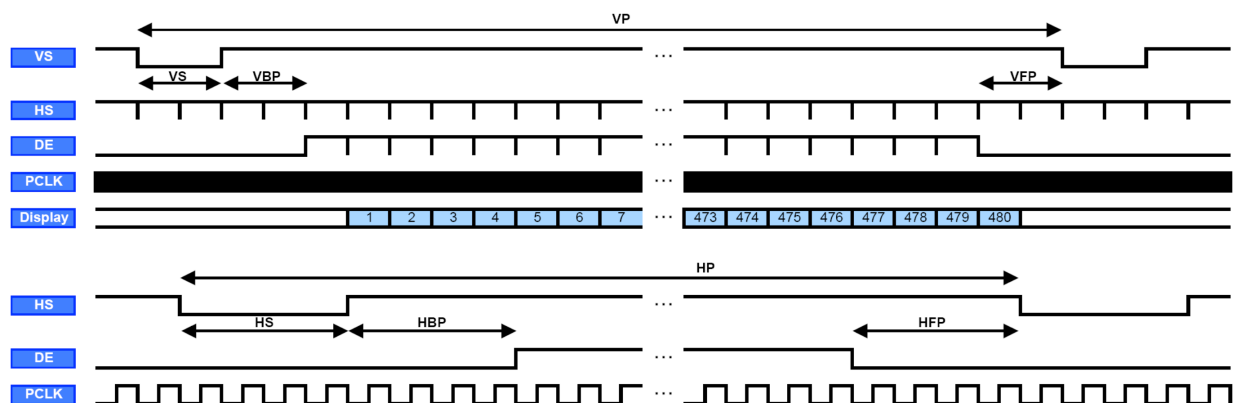 VP
VS ...
VS VBP VFP
HS ...
DE ...
PCLK ...
Display 1 2 3 4 5 6 7 ... 473 474 475 476 477 478 479 480
HP
HS ...
HS HBP HFP
DE ...
PCLK ...